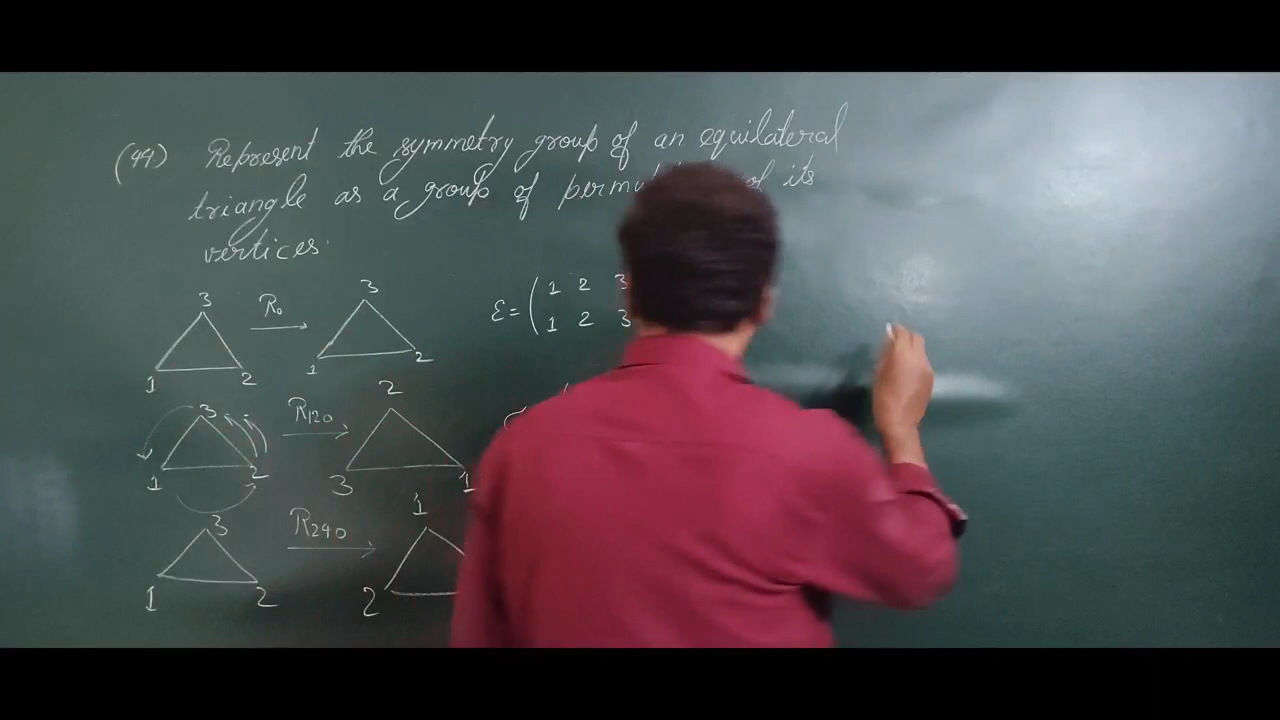 (44) Represent the symmetry group of an equilateral
triangle as a group of of its
vertices.
3 R₀ 3
1 2 1 2
ε = ( 1 2 3
1 2 3
3 R₁₂₀ 2
1 2 3 1
3 R₂₄₀ 1
1 2 2